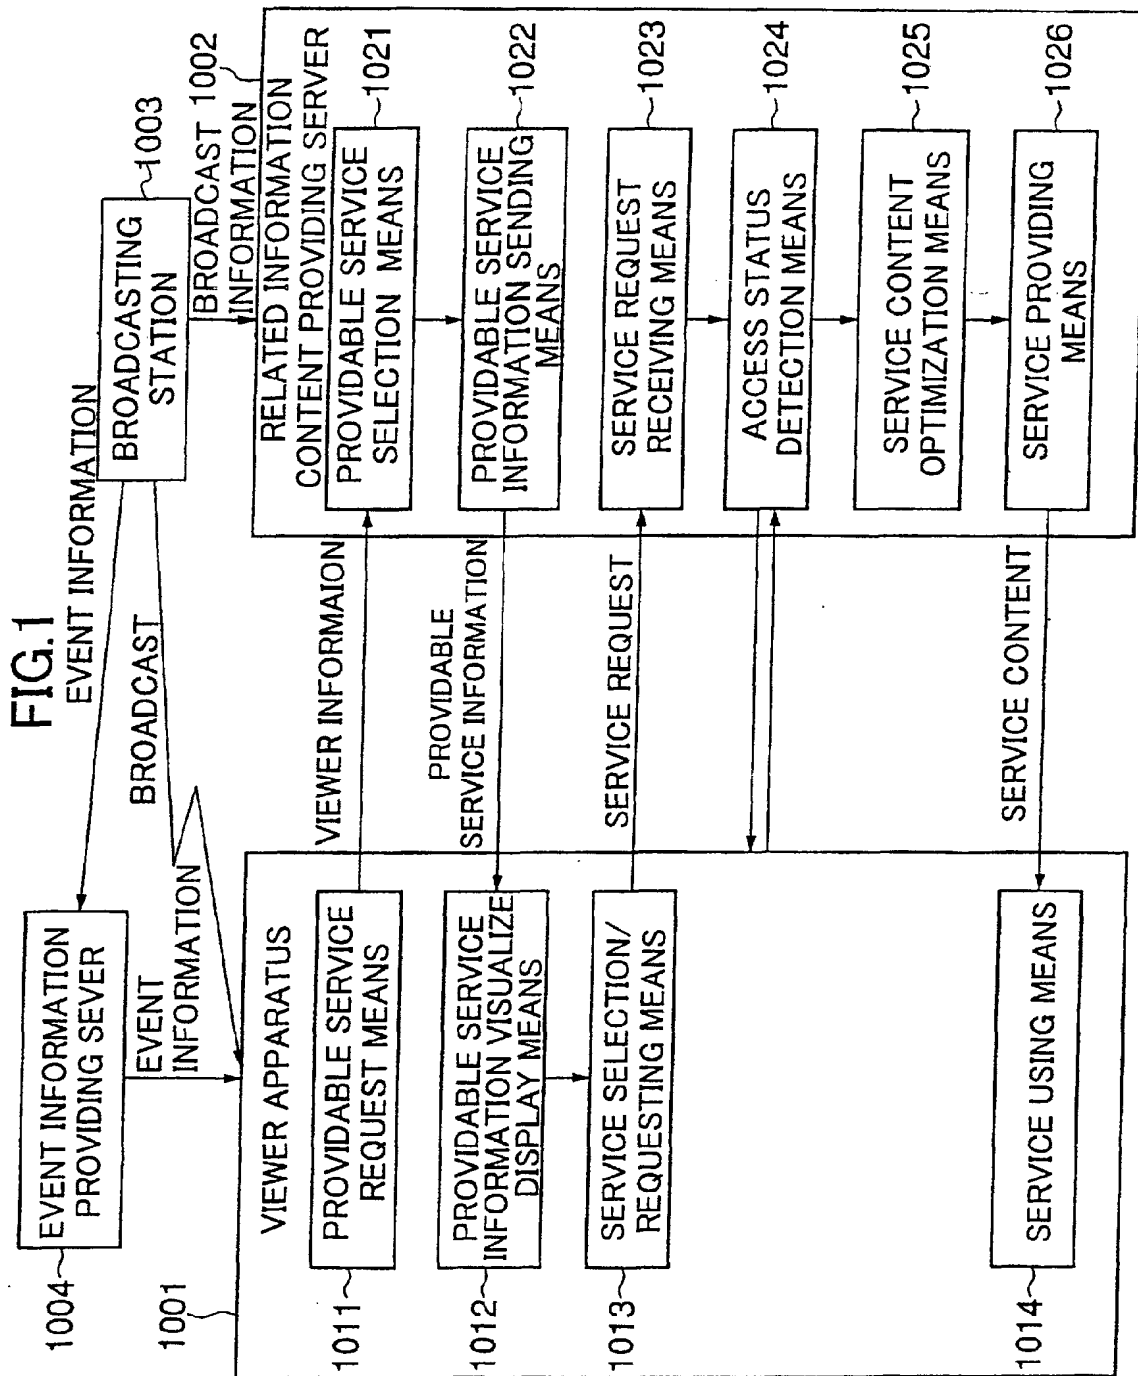 FIG.1
EVENT INFORMATION
BROADCASTING
STATION
1003
BROADCAST
INFORMATION
1002
BROADCAST
EVENT INFORMATION
PROVIDING SEVER
1004
EVENT
INFORMATION
1001
VIEWER APPARATUS
PROVIDABLE SERVICE
REQUEST MEANS
1011
PROVIDABLE SERVICE
INFORMATION VISUALIZE
DISPLAY MEANS
1012
SERVICE SELECTION/
REQUESTING MEANS
1013
SERVICE USING MEANS
1014
VIEWER INFORMAION
PROVIDABLE
SERVICE INFORMATION
SERVICE REQUEST
SERVICE CONTENT
RELATED INFORMATION
CONTENT PROVIDING SERVER
PROVIDABLE SERVICE
SELECTION MEANS
1021
PROVIDABLE SERVICE
INFORMATION SENDING
MEANS
1022
SERVICE REQUEST
RECEIVING MEANS
1023
ACCESS STATUS
DETECTION MEANS
1024
SERVICE CONTENT
OPTIMIZATION MEANS
1025
SERVICE PROVIDING
MEANS
1026